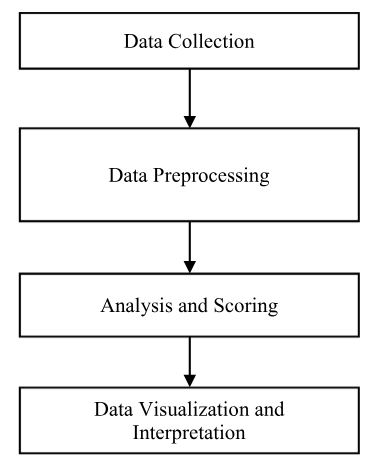 Data Collection
Data Preprocessing
Analysis and Scoring
Data Visualization and
Interpretation